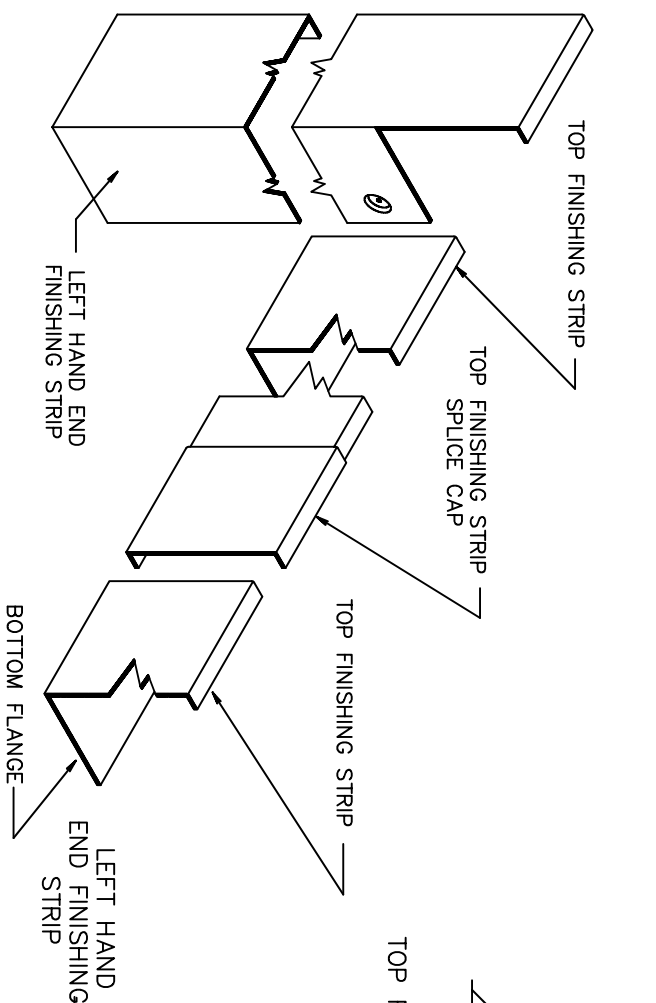 TOP FINISHING STRIP
TOP FINISHING STRIP
SPLICE CAP
TOP FINISHING STRIP
LEFT HAND END
FINISHING STRIP
BOTTOM FLANGE
LEFT HAND
END FINISHING
STRIP
TOP